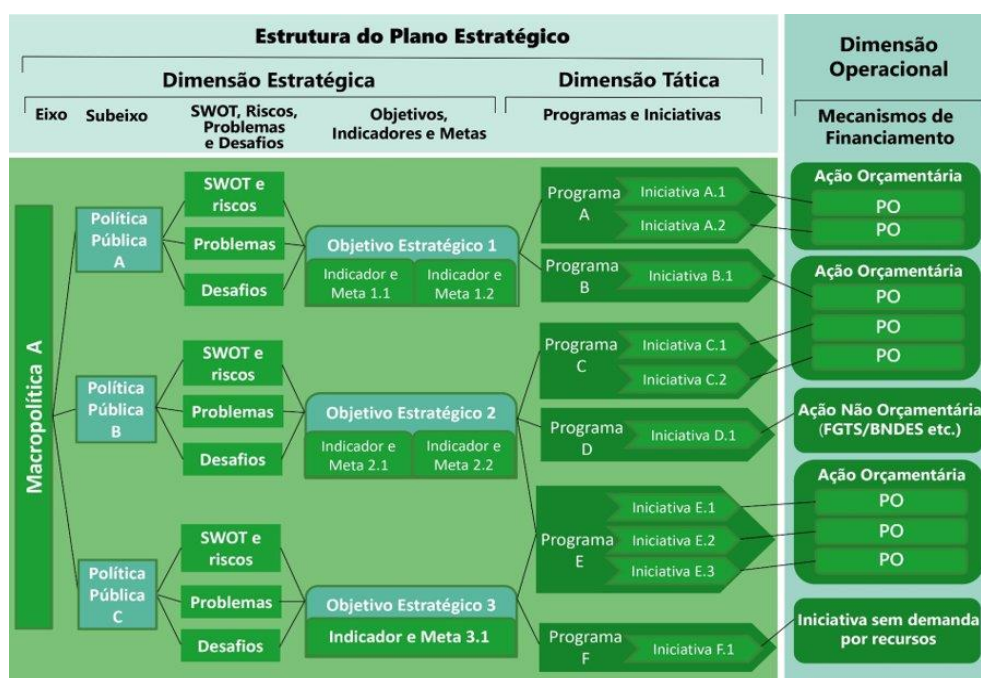 Estrutura do Plano Estratégico
Dimensão Estratégica
Dimensão Tática
Eixo
Subeixo
SWOT, Riscos,
Problemas
e Desafios
Objetivos,
Indicadores e Metas
Programas e Iniciativas
Dimensão
Operacional
Mecanismos de
Financiamento
Macropolítica A
Política
Pública
A
SWOT e
riscos
Problemas
Desafios
Objetivo Estratégico 1
Indicador e
Meta 1.1
Indicador e
Meta 1.2
Programa
A
Iniciativa A.1
Iniciativa A.2
Programa
B
Iniciativa B.1
Ação Orçamentária
PO
PO
Ação Orçamentária
PO
PO
PO
Política
Pública
B
SWOT e
riscos
Problemas
Desafios
Objetivo Estratégico 2
Indicador e
Meta 2.1
Indicador e
Meta 2.2
Programa
C
Iniciativa C.1
Iniciativa C.2
Programa
D
Iniciativa D.1
Ação Não Orçamentária
(FGTS/BNDES etc.)
Programa
E
Iniciativa E.1
Iniciativa E.2
Iniciativa E.3
Ação Orçamentária
PO
PO
PO
Política
Pública
C
SWOT e
riscos
Problemas
Desafios
Objetivo Estratégico 3
Indicador e Meta 3.1
Programa
F
Iniciativa F.1
Iniciativa sem demanda
por recursos